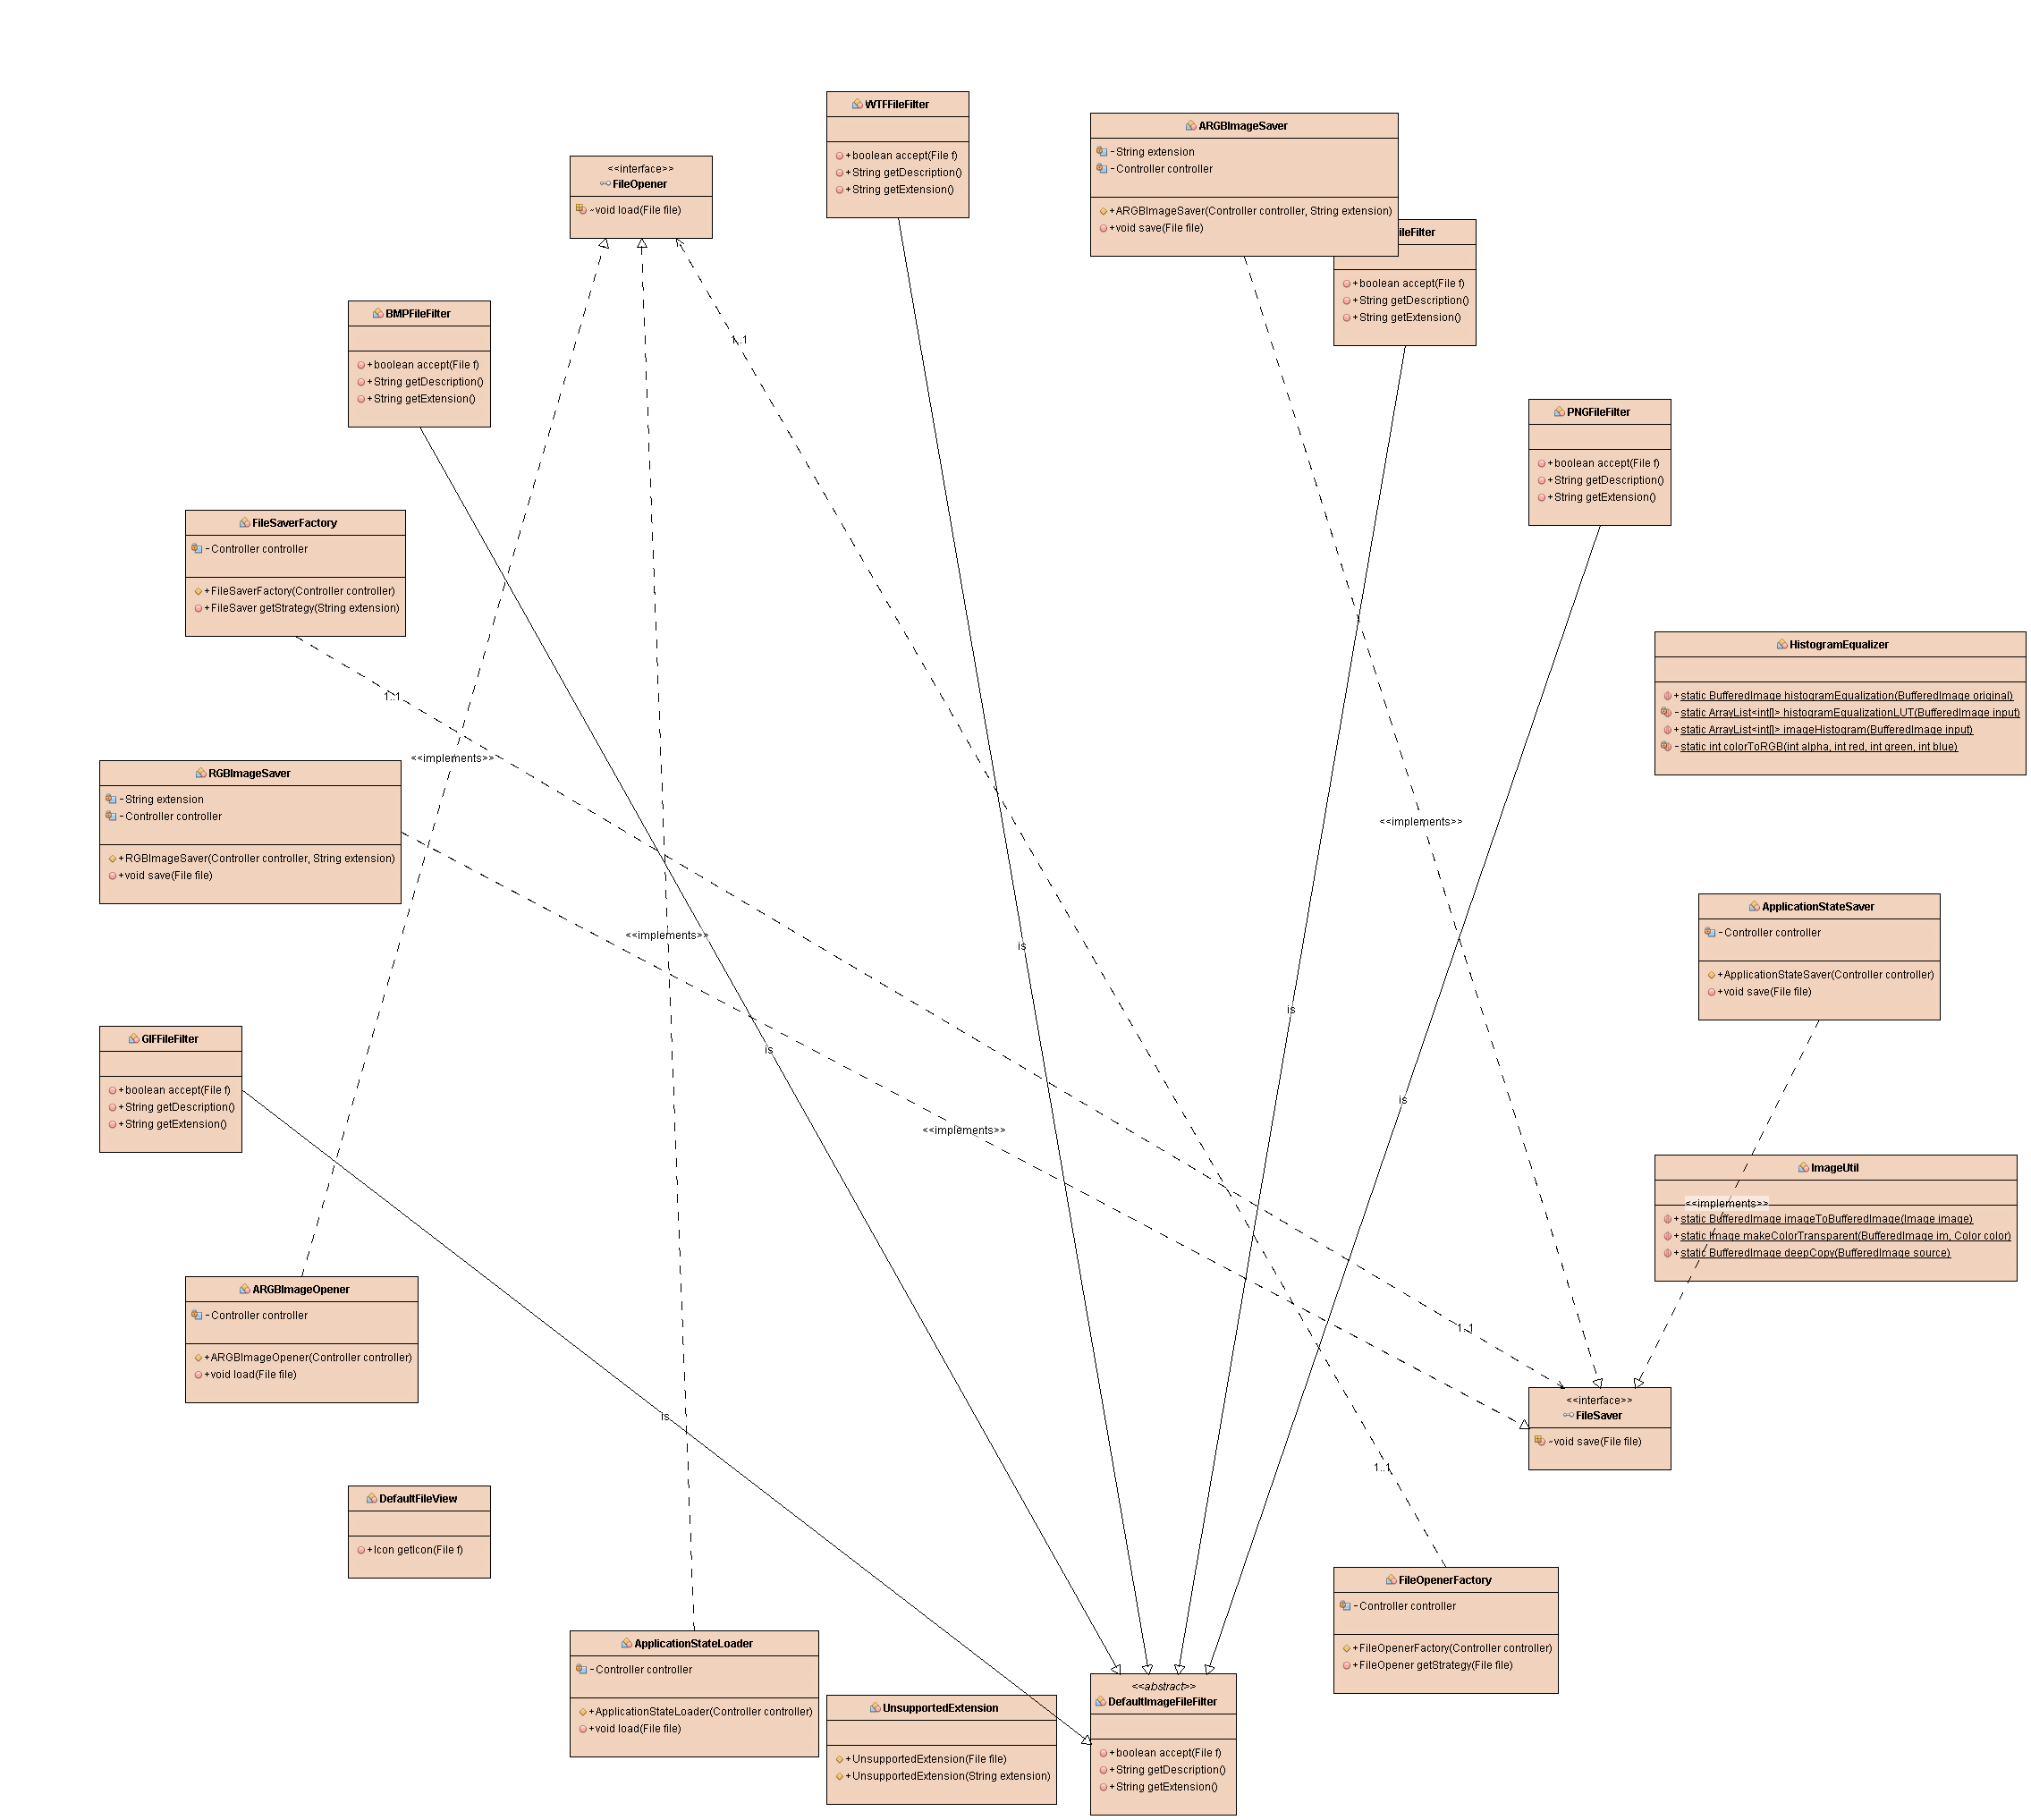 WTFFileFilter
+boolean accept(File f)
+String getDescription()
+String getExtension()
ARGBImageSaver
-String extension
-Controller controller
+ARGBImageSaver(Controller controller, String extension)
+void save(File file)
<<interface>>
FileOpener
~void load(File file)
ileFilter
+boolean accept(File f)
+String getDescription()
+String getExtension()
BMPFileFilter
+boolean accept(File f)
+String getDescription()
+String getExtension()
1..1
PNGFileFilter
+boolean accept(File f)
+String getDescription()
+String getExtension()
FileSaverFactory
-Controller controller
+FileSaverFactory(Controller controller)
+FileSaver getStrategy(String extension)
1..1
HistogramEqualizer
+static BufferedImage histogramEqualization(BufferedImage original)
-static ArrayList<int[]> histogramEqualizationLUT(BufferedImage input)
+static ArrayList<int[]> imageHistogram(BufferedImage input)
-static int colorToRGB(int alpha, int red, int green, int blue)
<<implements>>
RGBImageSaver
-String extension
-Controller controller
+RGBImageSaver(Controller controller, String extension)
+void save(File file)
<<implements>>
ApplicationStateSaver
-Controller controller
+ApplicationStateSaver(Controller controller)
+void save(File file)
<<implements>>
is
is
GIFFileFilter
+boolean accept(File f)
+String getDescription()
+String getExtension()
is
is
<<implements>>
ImageUtil
<<implements>>
+static BufferedImage imageToBufferedImage(Image image)
+static Image makeColorTransparent(BufferedImage im, Color color)
+static BufferedImage deepCopy(BufferedImage source)
ARGBImageOpener
-Controller controller
+ARGBImageOpener(Controller controller)
+void load(File file)
1..1
<<interface>>
FileSaver
~void save(File file)
is
1..1
DefaultFileView
+Icon getIcon(File f)
FileOpenerFactory
-Controller controller
+FileOpenerFactory(Controller controller)
+FileOpener getStrategy(File file)
ApplicationStateLoader
-Controller controller
+ApplicationStateLoader(Controller controller)
+void load(File file)
UnsupportedExtension
+UnsupportedExtension(File file)
+UnsupportedExtension(String extension)
<<abstract>>
DefaultImageFileFilter
+boolean accept(File f)
+String getDescription()
+String getExtension()